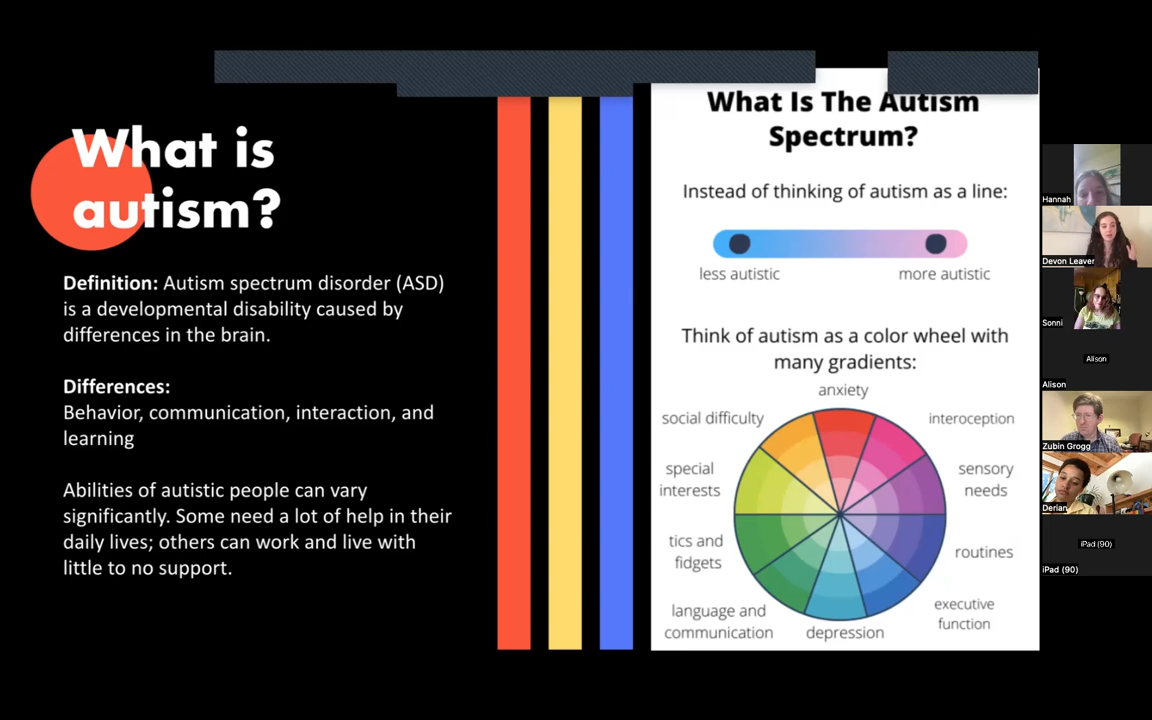 What is
autism?
Definition: Autism spectrum disorder (ASD)
is a developmental disability caused by
differences in the brain.
Differences:
Behavior, communication, interaction, and
learning
Abilities of autistic people can vary
significantly. Some need a lot of help in their
daily lives; others can work and live with
little to no support.
What Is The Autism
Spectrum?
Instead of thinking of autism as a line:
less autistic
more autistic
Think of autism as a color wheel with
many gradients:
anxiety
social difficulty
interoception
special
interests
sensory
needs
tics and
fidgets
routines
language and
communication
depression
executive
function
Hannah
Devon Leaver
Sonni
Alison
Alison
Zubin Grogg
Derian
iPad (90)
iPad (90)